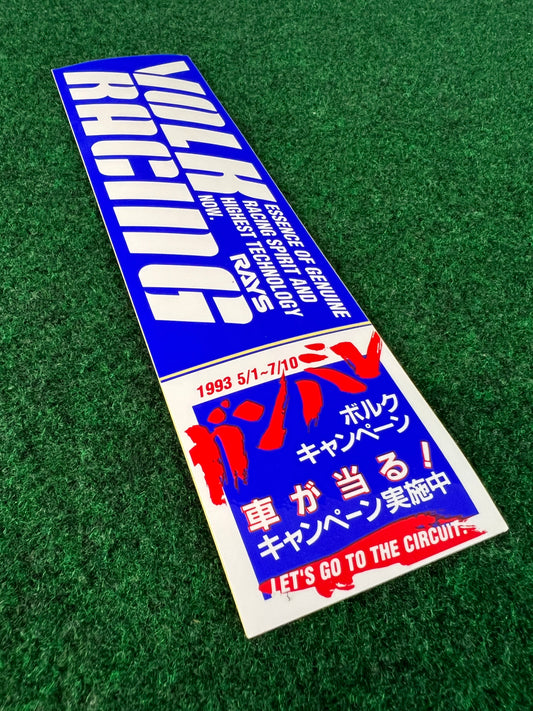 VOLK
RACING
ESSENCE OF GENUINE
RACING SPIRIT AND
HIGHEST TECHNOLOGY
NOW.
RAYS
1993 5/1~7/10
ガンバレ
ボルク
キャンペーン
車が当る!
キャンペーン実施中
LET'S GO TO THE CIRCUIT.